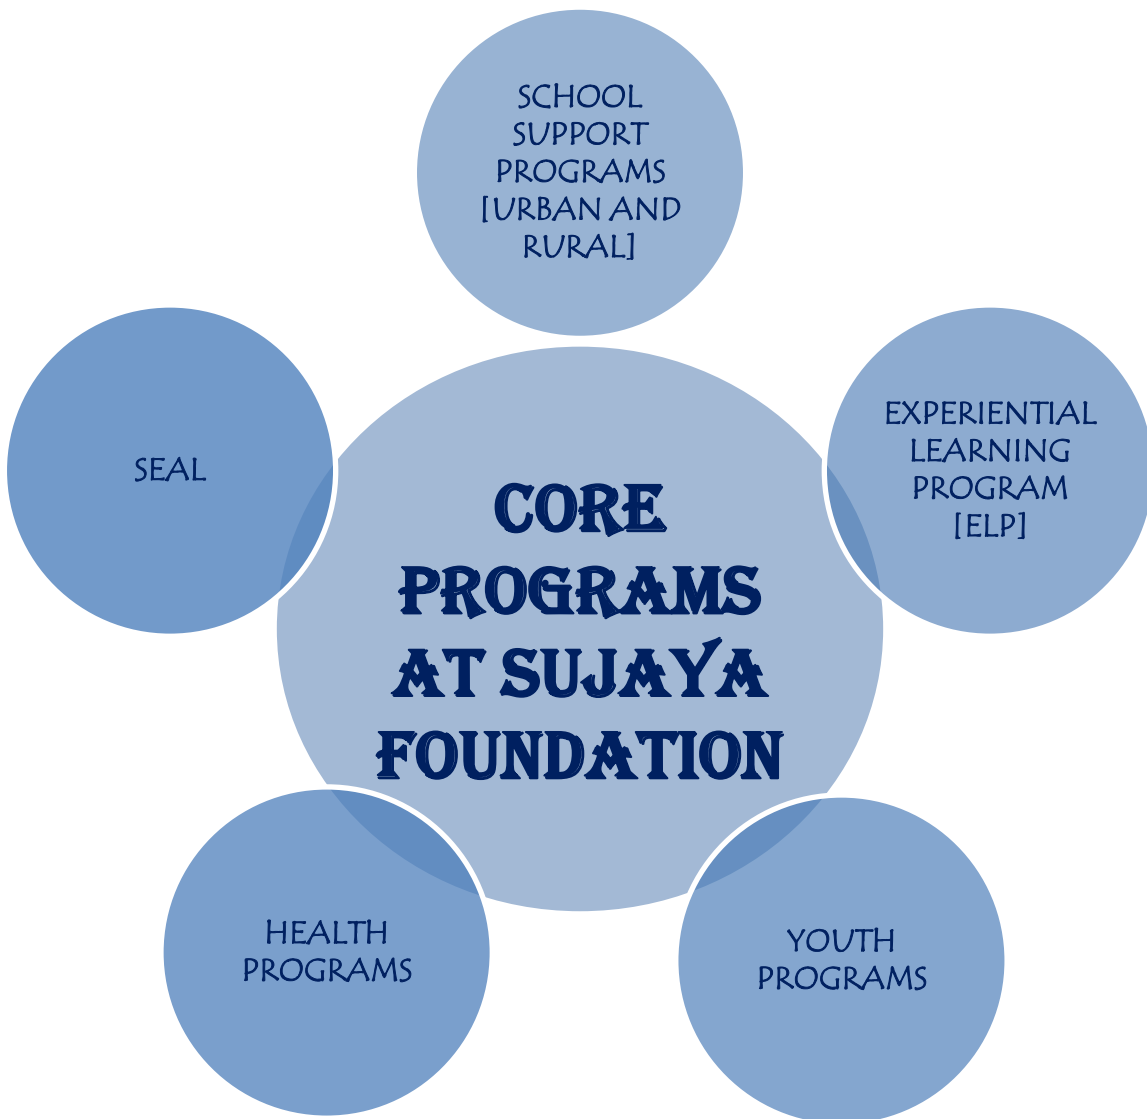 SCHOOL
SUPPORT
PROGRAMS
[URBAN AND
RURAL]
EXPERIENTIAL
LEARNING
PROGRAM
[ELP]
SEAL
CORE
PROGRAMS
AT SUJAYA
FOUNDATION
HEALTH
PROGRAMS
YOUTH
PROGRAMS